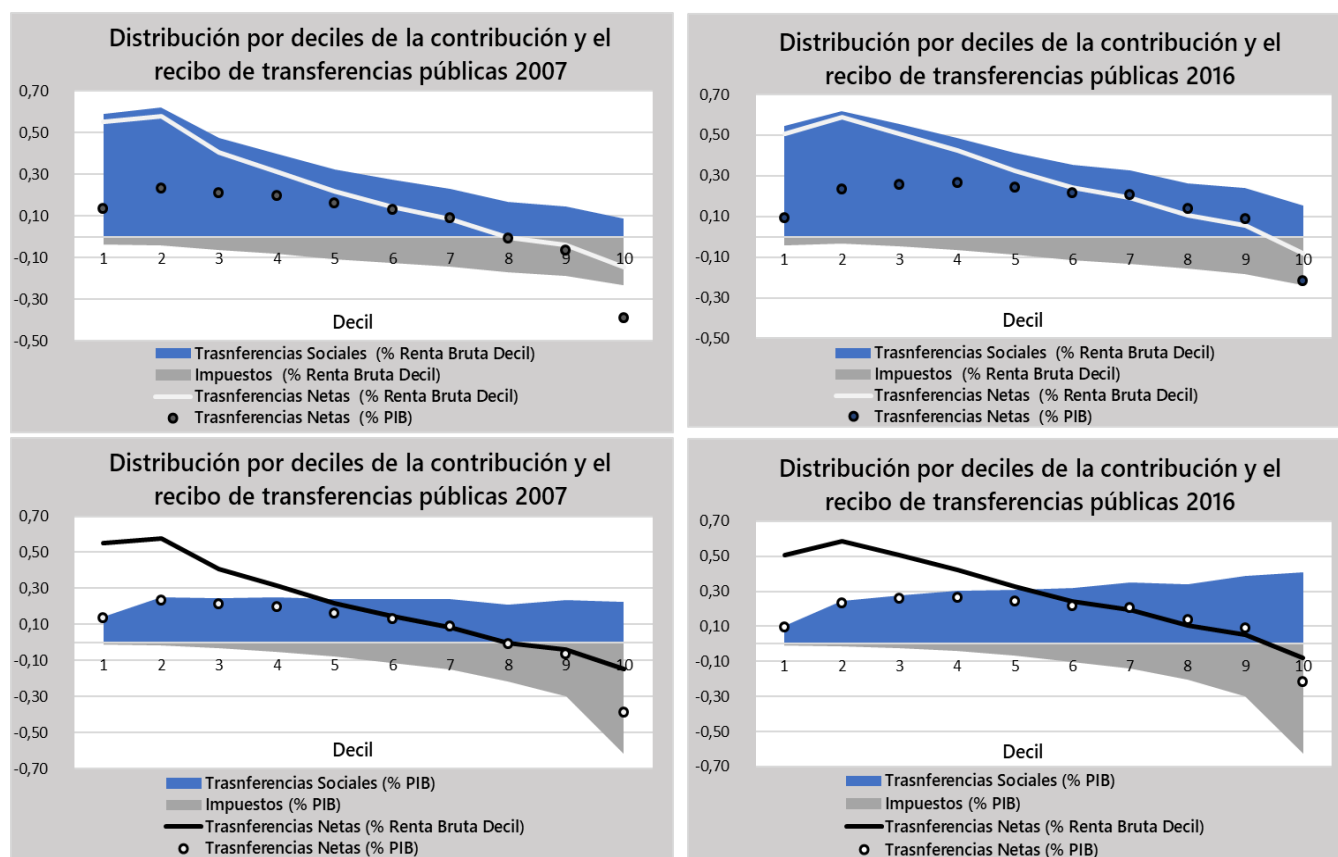 Distribución por deciles de la contribución y el
recibo de transferencias públicas 2007
0,70
0,50
0,30
0,10
-0,10
-0,30
-0,50
1 2 3 4 5 6 7 8 9 10
Decil
Trasnferencias Sociales (% Renta Bruta Decil)
Impuestos (% Renta Bruta Decil)
Trasnferencias Netas (% Renta Bruta Decil)
Trasnferencias Netas (% PIB)
Distribución por deciles de la contribución y el
recibo de transferencias públicas 2016
0,70
0,50
0,30
0,10
-0,10
-0,30
-0,50
1 2 3 4 5 6 7 8 9 10
Decil
Trasnferencias Sociales (% Renta Bruta Decil)
Impuestos (% Renta Bruta Decil)
Trasnferencias Netas (% Renta Bruta Decil)
Trasnferencias Netas (% PIB)
Distribución por deciles de la contribución y el
recibo de transferencias públicas 2007
0,70
0,50
0,30
0,10
-0,10
-0,30
-0,50
-0,70
1 2 3 4 5 6 7 8 9 10
Decil
Trasnferencias Sociales (% PIB)
Impuestos (% PIB)
Trasnferencias Netas (% Renta Bruta Decil)
Trasnferencias Netas (% PIB)
Distribución por deciles de la contribución y el
recibo de transferencias públicas 2016
0,70
0,50
0,30
0,10
-0,10
-0,30
-0,50
-0,70
1 2 3 4 5 6 7 8 9 10
Decil
Trasnferencias Sociales (% PIB)
Impuestos (% PIB)
Trasnferencias Netas (% Renta Bruta Decil)
Trasnferencias Netas (% PIB)